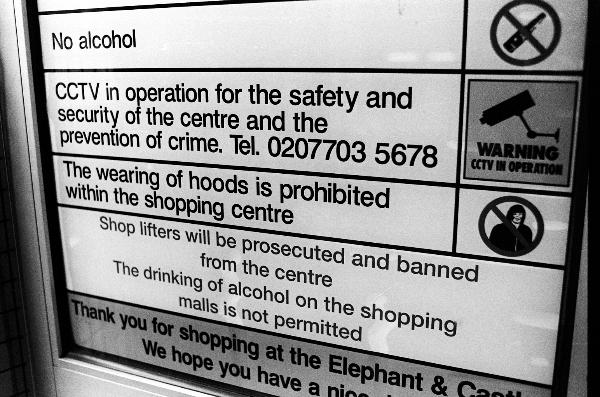 No alcohol
CCTV in operation for the safety and
security of the centre and the
prevention of crime. Tel. 0207703 5678
WARNING
CCTV IN OPERATION
The wearing of hoods is prohibited
within the shopping centre
Shop lifters will be prosecuted and banned
from the centre
The drinking of alcohol on the shopping
malls is not permitted
Thank you for shopping at the Elephant &
We hope you have a